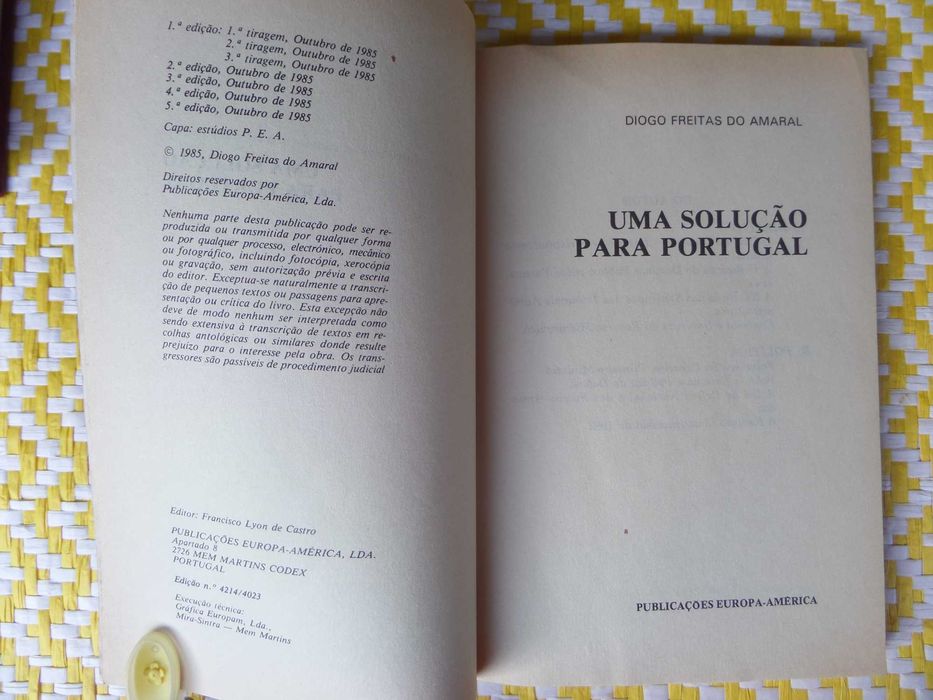 1.ª edição: 1.ª tiragem, Outubro de 1985
2.ª tiragem, Outubro de 1985
3.ª tiragem, Outubro de 1985
2.ª edição, Outubro de 1985
3.ª edição, Outubro de 1985
4.ª edição, Outubro de 1985
5.ª edição, Outubro de 1985
Capa: estúdios P. E. A.
© 1985, Diogo Freitas do Amaral
Direitos reservados por
Publicações Europa-América, Lda.
Nenhuma parte desta publicação pode ser re-
produzida ou transmitida por qualquer forma
ou por qualquer processo, electrónico, mecânico
ou fotográfico, incluindo fotocópia, xerocópia
ou gravação, sem autorização prévia e escrita
do editor. Exceptua-se naturalmente a transcri-
ção de pequenos textos ou passagens para apre-
sentação ou crítica do livro. Esta excepção não
deve de modo nenhum ser interpretada como
sendo extensiva à transcrição de textos em re-
colhas antológicas ou similares donde resulte
prejuízo para o interesse pela obra. Os trans-
gressores são passíveis de procedimento judicial
Editor: Francisco Lyon de Castro
PUBLICAÇÕES EUROPA-AMÉRICA, LDA.
Apartado 8
2726 MEM MARTINS CODEX
PORTUGAL
Edição n.º 4214/4023
Execução técnica:
Gráfica Europam, Lda.,
Mira-Sintra — Mem Martins
DIOGO FREITAS DO AMARAL
UMA SOLUÇÃO
PARA PORTUGAL
PUBLICAÇÕES EUROPA-AMÉRICA